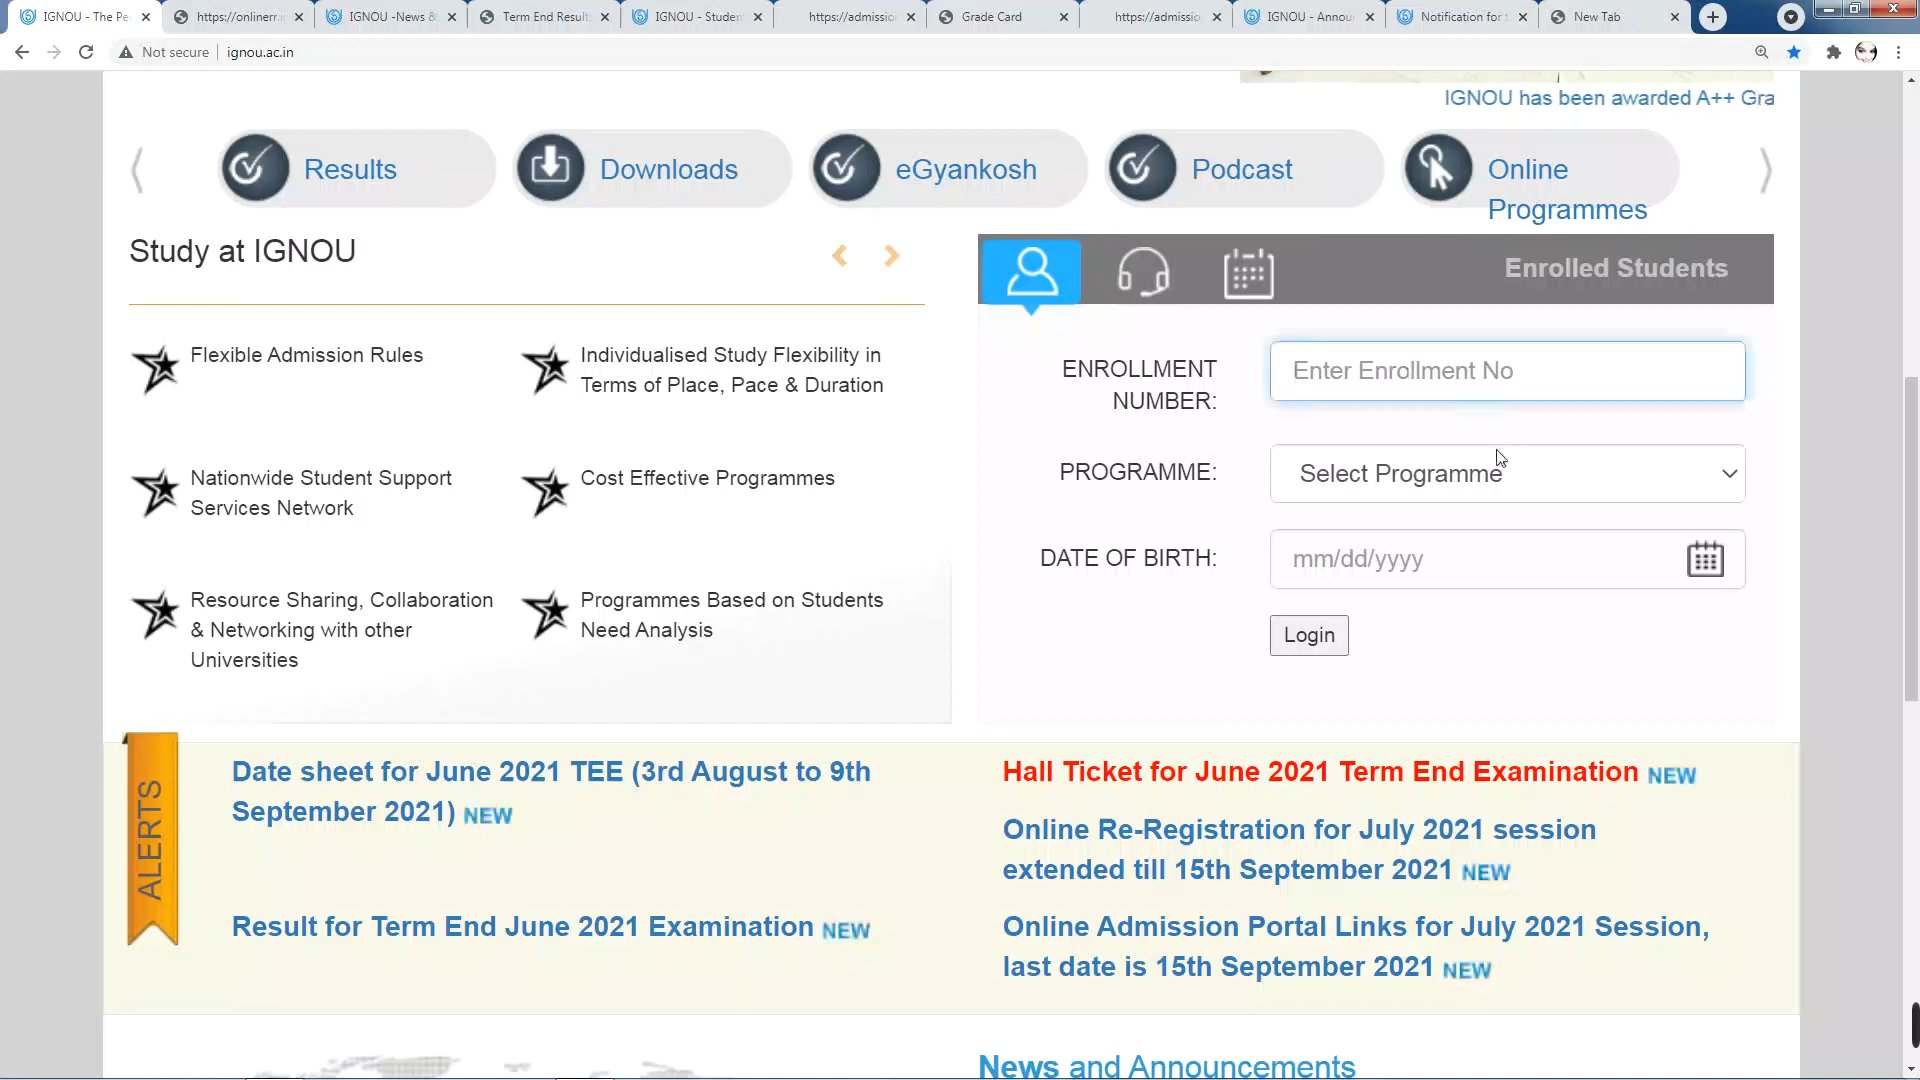 IGNOU - The Pe
https://onlinerr.
IGNOU -News &
Term End Result
IGNOU - Studen
https://admissio
Grade Card
https://admissio
IGNOU - Annou
Notification for
New Tab
Not secure
ignou.ac.in
IGNOU has been awarded A++ Gra
Results
Downloads
eGyankosh
Podcast
Online
Programmes
Study at IGNOU
Enrolled Students
Flexible Admission Rules
Individualised Study Flexibility in
Terms of Place, Pace & Duration
Nationwide Student Support
Services Network
Cost Effective Programmes
Resource Sharing, Collaboration
& Networking with other
Universities
Programmes Based on Students
Need Analysis
ENROLLMENT
NUMBER:
Enter Enrollment No
PROGRAMME:
Select Programme
DATE OF BIRTH:
mm/dd/yyyy
Login
ALERTS
Date sheet for June 2021 TEE (3rd August to 9th
September 2021) NEW
Result for Term End June 2021 Examination NEW
Hall Ticket for June 2021 Term End Examination NEW
Online Re-Registration for July 2021 session
extended till 15th September 2021 NEW
Online Admission Portal Links for July 2021 Session,
last date is 15th September 2021 NEW
News and Announcements